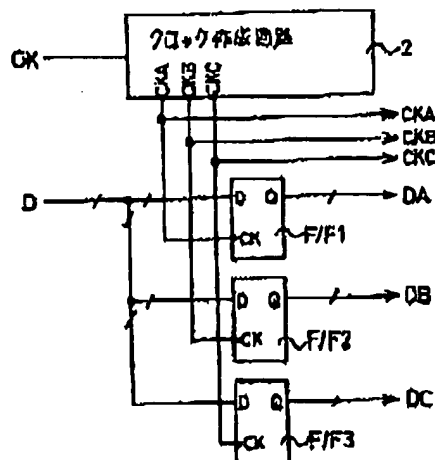 クロック作成回路
CK
2
CKA CKB CKC
CKA
CKB
CKC
D
D Q
DA
CK
F/F1
D Q
DB
CK
F/F2
D Q
DC
CK
F/F3